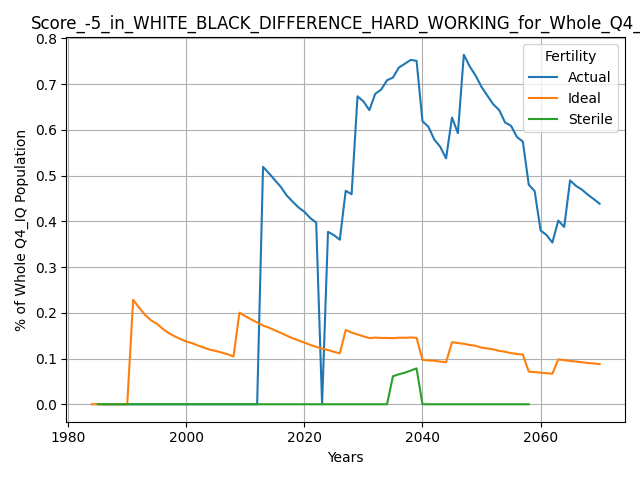 Score_-5_in_WHITE_BLACK_DIFFERENCE_HARD_WORKING_for_Whole_Q4_
0.8
0.7
0.6
0.5
0.4
0.3
0.2
0.1
0.0
% of Whole Q4_IQ Population
Fertility
Actual
Ideal
Sterile
1980 2000 2020 2040 2060
Years